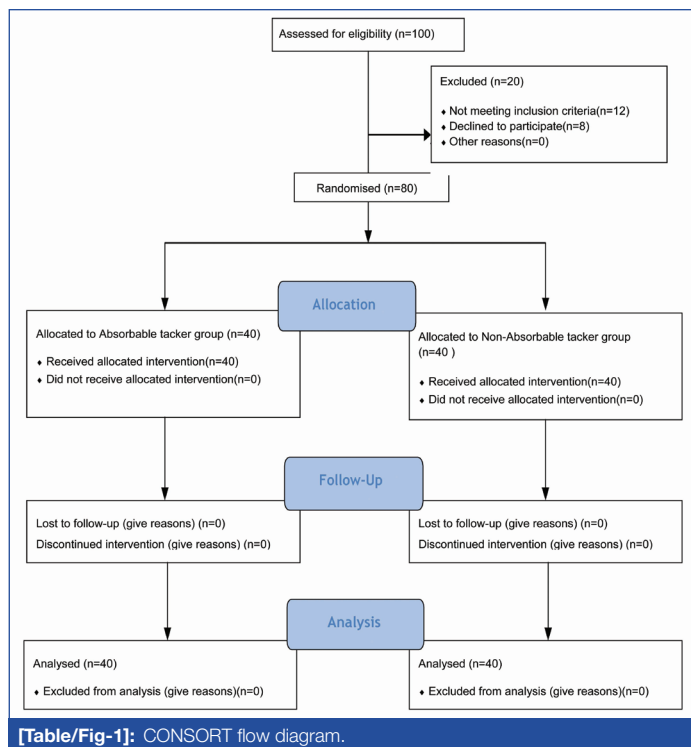 Assessed for eligibility (n=100)
Excluded (n=20)
♦ Not meeting inclusion criteria(n=12)
♦ Declined to participate(n=8)
♦ Other reasons(n=0)
Randomised (n=80)
Allocation
Allocated to Absorbable tacker group (n=40)
♦ Received allocated intervention(n=40)
♦ Did not receive allocated intervention(n=0)
Allocated to Non-Absorbable tacker group
(n=40 )
♦ Received allocated intervention(n=40)
♦ Did not receive allocated intervention(n=0)
Follow-Up
Lost to follow-up (give reasons) (n=0)
Discontinued intervention (give reasons) (n=0)
Lost to follow-up (give reasons) (n=0)
Discontinued intervention (give reasons) (n=0)
Analysis
Analysed (n=40)
♦ Excluded from analysis (give reasons)(n=0)
Analysed (n=40)
♦ Excluded from analysis (give reasons)(n=0)
[Table/Fig-1]: CONSORT flow diagram.